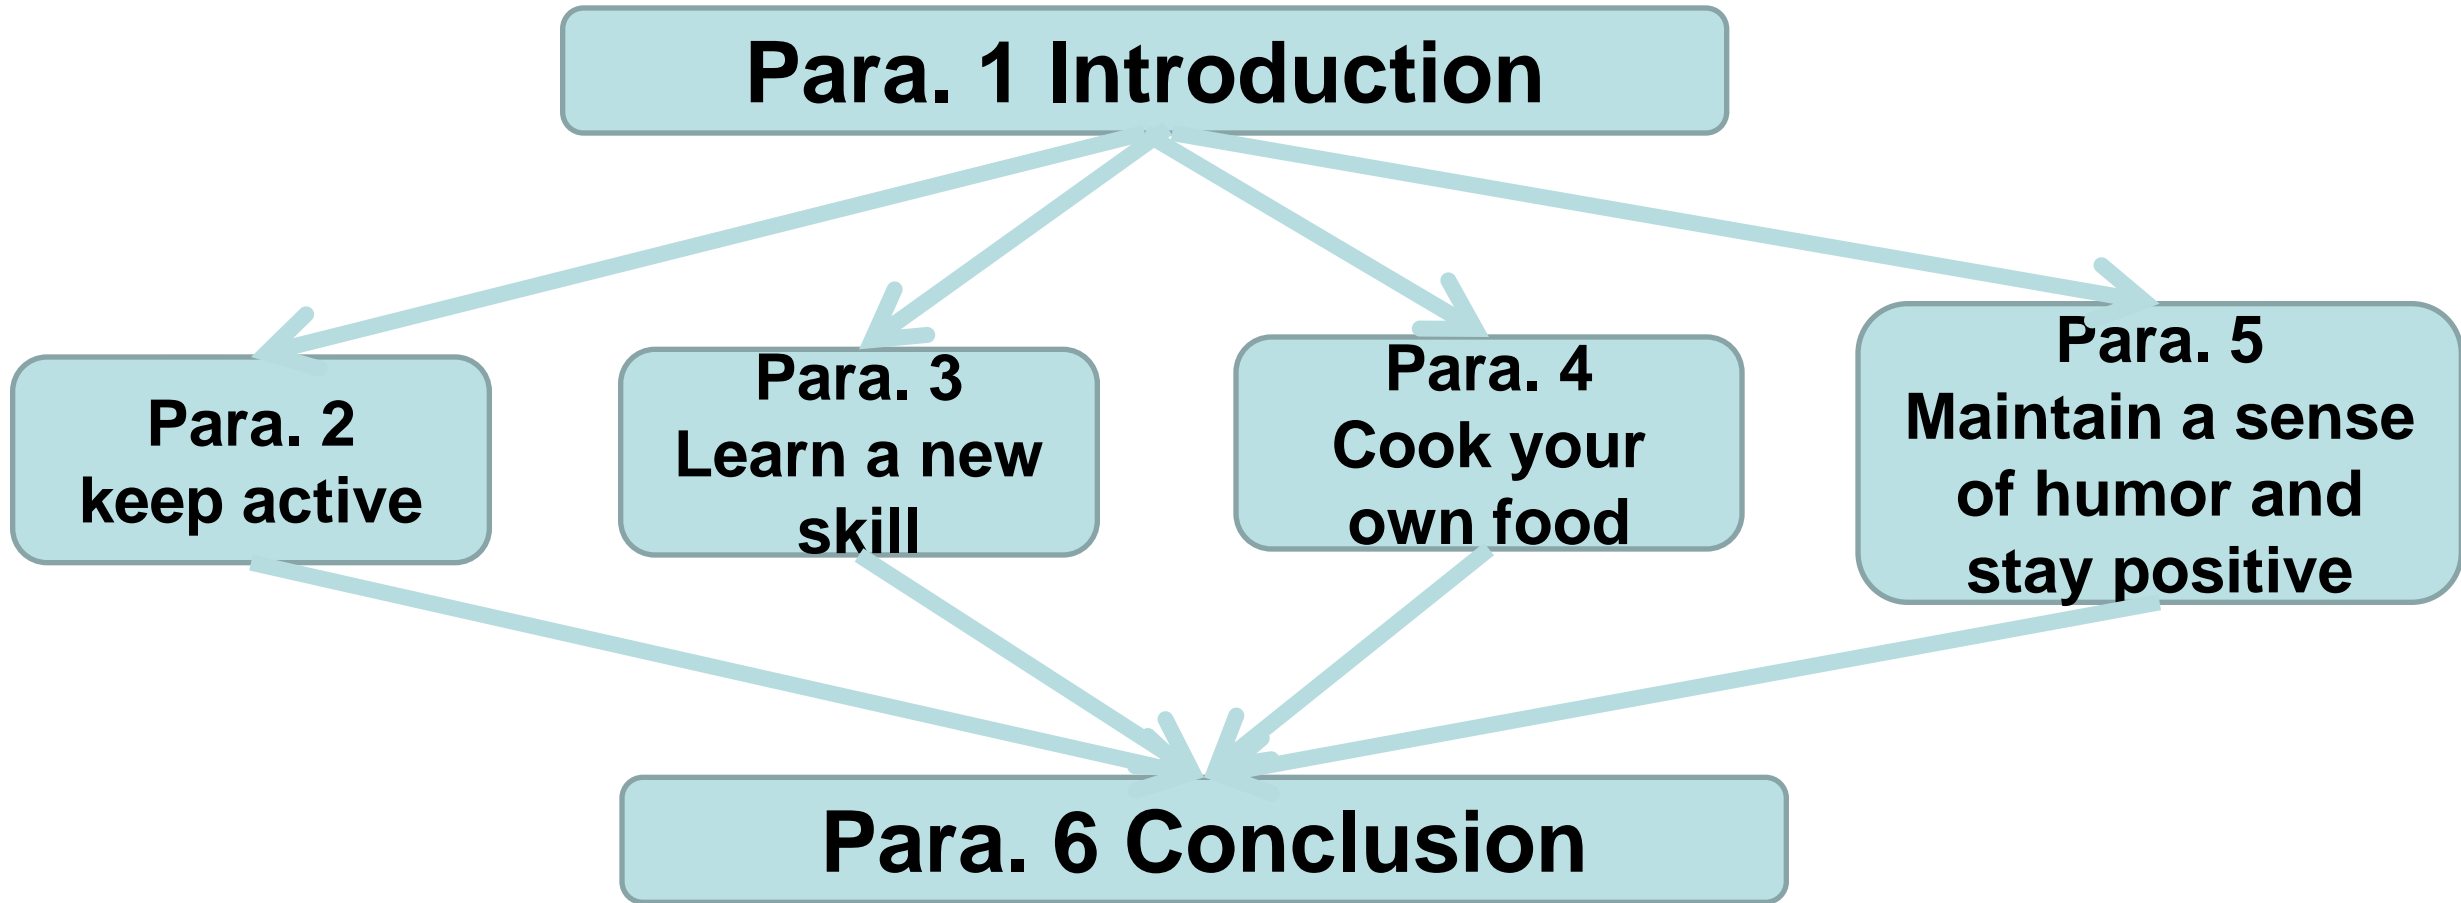 Para. 1 Introduction
Para. 2
keep active
Para. 3
Learn a new
skill
Para. 4
Cook your
own food
Para. 5
Maintain a sense
of humor and
stay positive
Para. 6 Conclusion